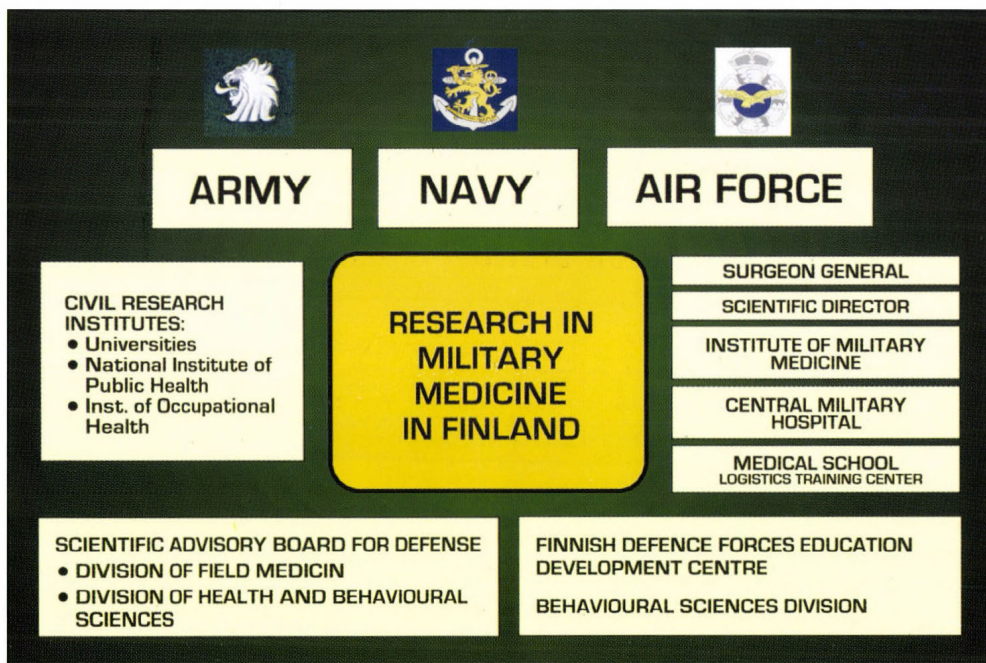 ARMY
NAVY
AIR FORCE
CIVIL RESEARCH
INSTITUTES:
• Universities
• National Institute of
Public Health
• Inst. of Occupational
Health
RESEARCH IN
MILITARY
MEDICINE
IN FINLAND
SURGEON GENERAL
SCIENTIFIC DIRECTOR
INSTITUTE OF MILITARY
MEDICINE
CENTRAL MILITARY
HOSPITAL
MEDICAL SCHOOL
LOGISTICS TRAINING CENTER
SCIENTIFIC ADVISORY BOARD FOR DEFENSE
• DIVISION OF FIELD MEDICIN
• DIVISION OF HEALTH AND BEHAVIOURAL
SCIENCES
FINNISH DEFENCE FORCES EDUCATION
DEVELOPMENT CENTRE
BEHAVIOURAL SCIENCES DIVISION